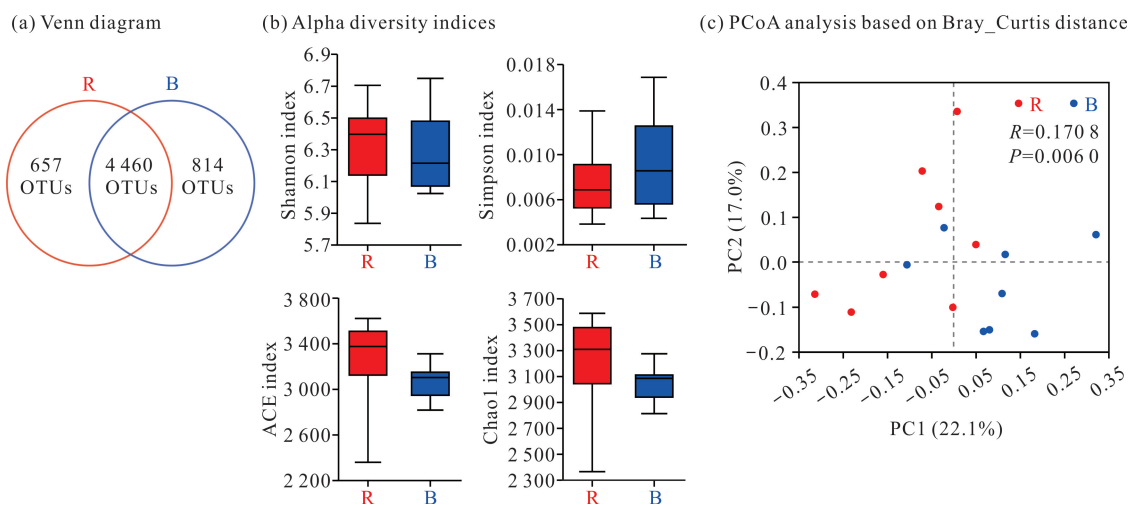 (a) Venn diagram
R
B
657
OTUs
4 460
OTUs
814
OTUs
(b) Alpha diversity indices
Shannon index
6.9
6.7
6.5
6.3
6.1
5.9
5.7
R
B
Simpson index
0.018
0.014
0.010
0.006
0.002
R
B
ACE index
3 800
3 400
3 000
2 600
2 200
R
B
Chao1 index
3 700
3 500
3 300
3 100
2 900
2 700
2 500
2 300
R
B
(c) PCoA analysis based on Bray_Curtis distance
R
B
R=0.170 8
P=0.006 0
PC2 (17.0%)
0.4
0.3
0.2
0.1
0.0
−0.1
−0.2
−0.35
−0.25
−0.15
−0.05
0.05
0.15
0.25
0.35
PC1 (22.1%)